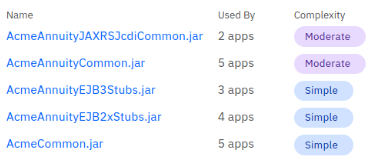 Name Used By Complexity
AcmeAnnuityJAXRSJcdiCommon.jar 2 apps Moderate
AcmeAnnuityCommon.jar 5 apps Moderate
AcmeAnnuityEJB3Stubs.jar 3 apps Simple
AcmeAnnuityEJB2xStubs.jar 4 apps Simple
AcmeCommon.jar 5 apps Simple